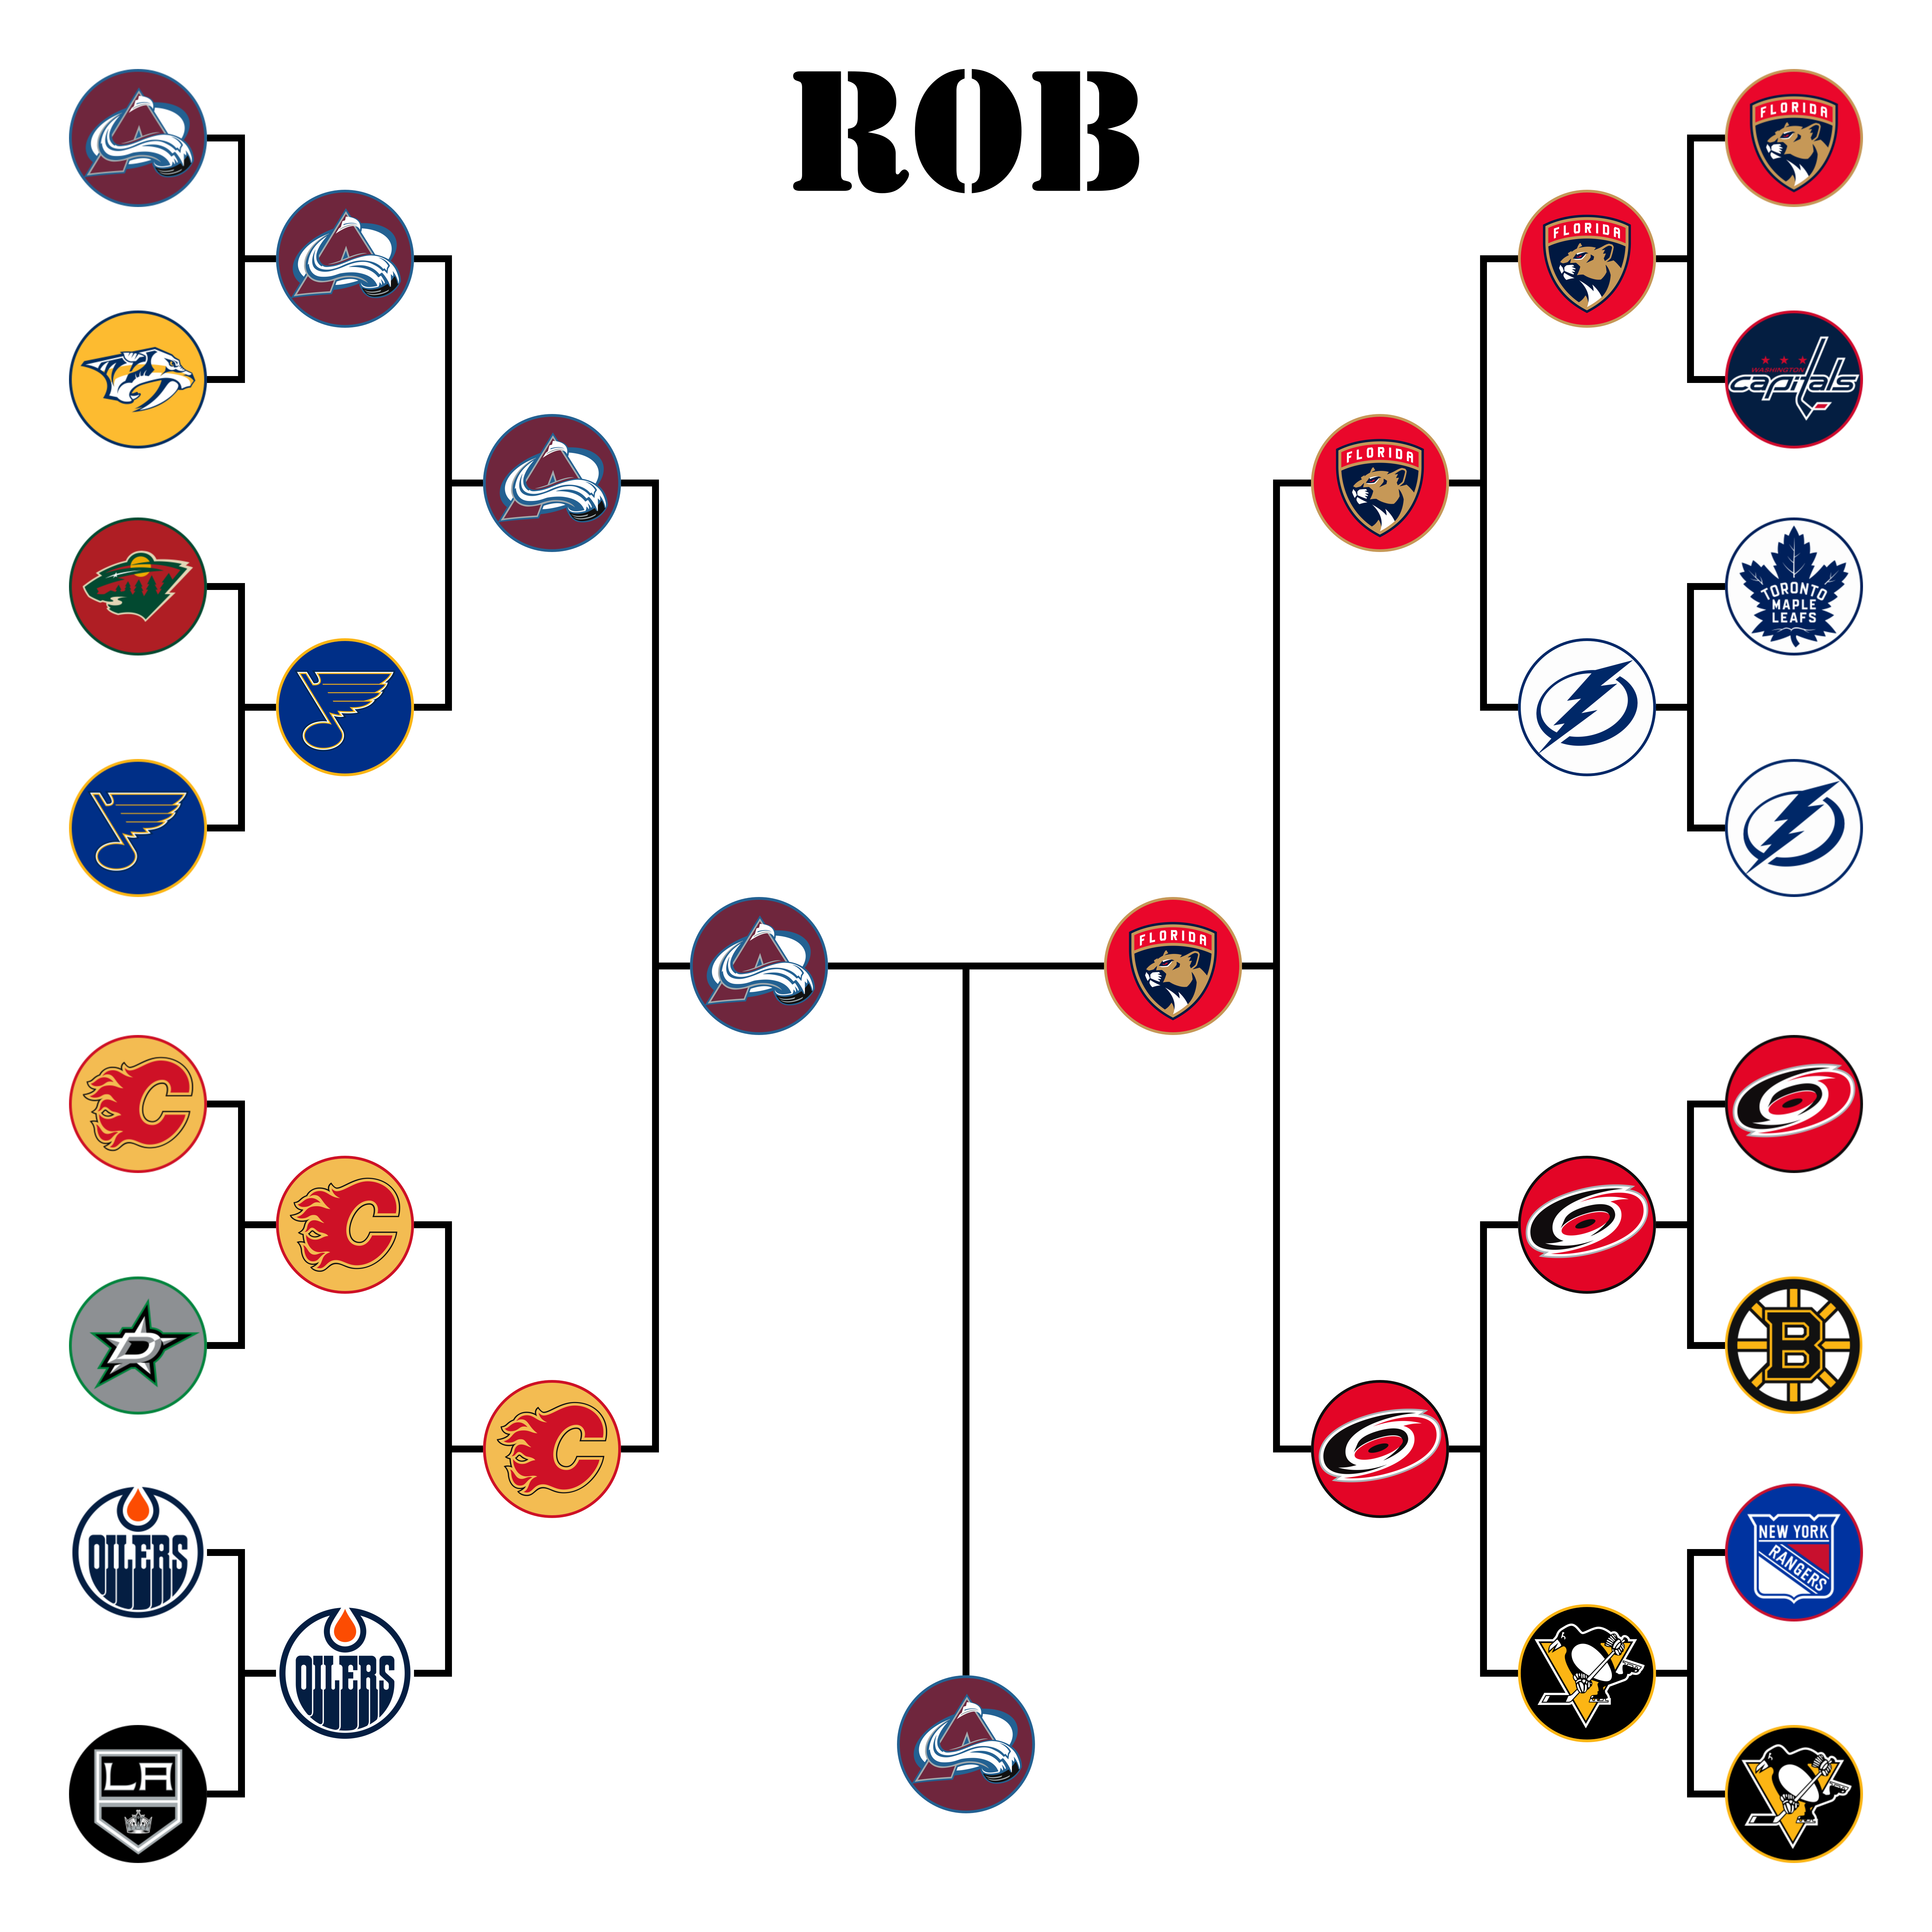 ROB
FLORIDA
FLORIDA
WASHINGTON
capitals
FLORIDA
TORONTO
MAPLE
LEAFS
FLORIDA
C
C
C
D
B
OILERS
NEW YORK
RANGERS
OILERS
LA